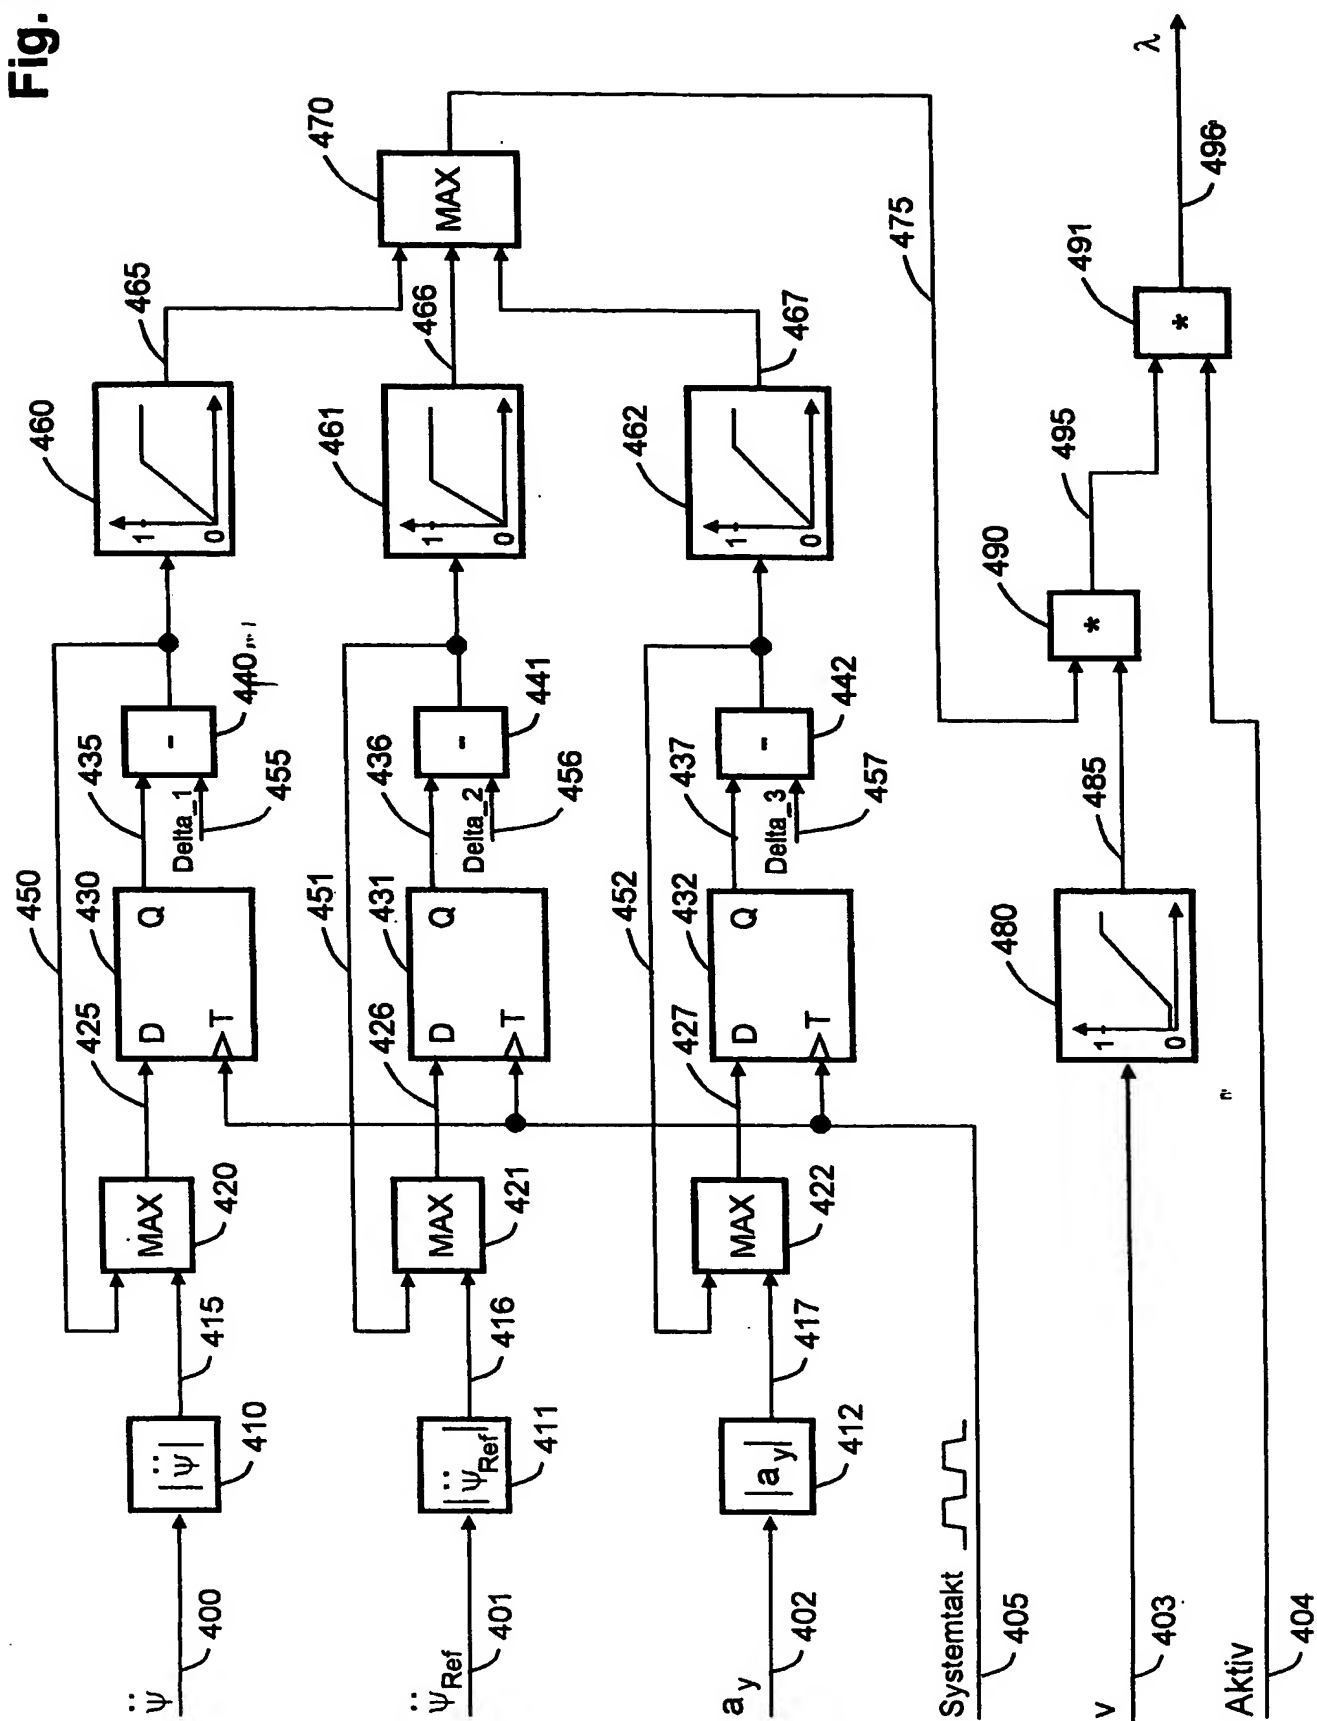 Fig.
ψ̈
400
|ψ̈|
410
415
MAX
420
425
450
430
D
Q
T
435
Delta_1
455
-
440
460
1
0
465
ψ̈Ref
401
|ψ̈Ref|
411
416
MAX
421
426
451
431
D
Q
T
436
Delta_2
456
-
441
461
1
0
466
ay
402
|ay|
412
417
MAX
422
427
452
432
D
Q
T
437
Delta_3
457
-
442
462
1
0
467
470
MAX
475
Systemtakt
405
v
403
480
1
0
485
490
*
495
Aktiv
404
491
*
496
λ